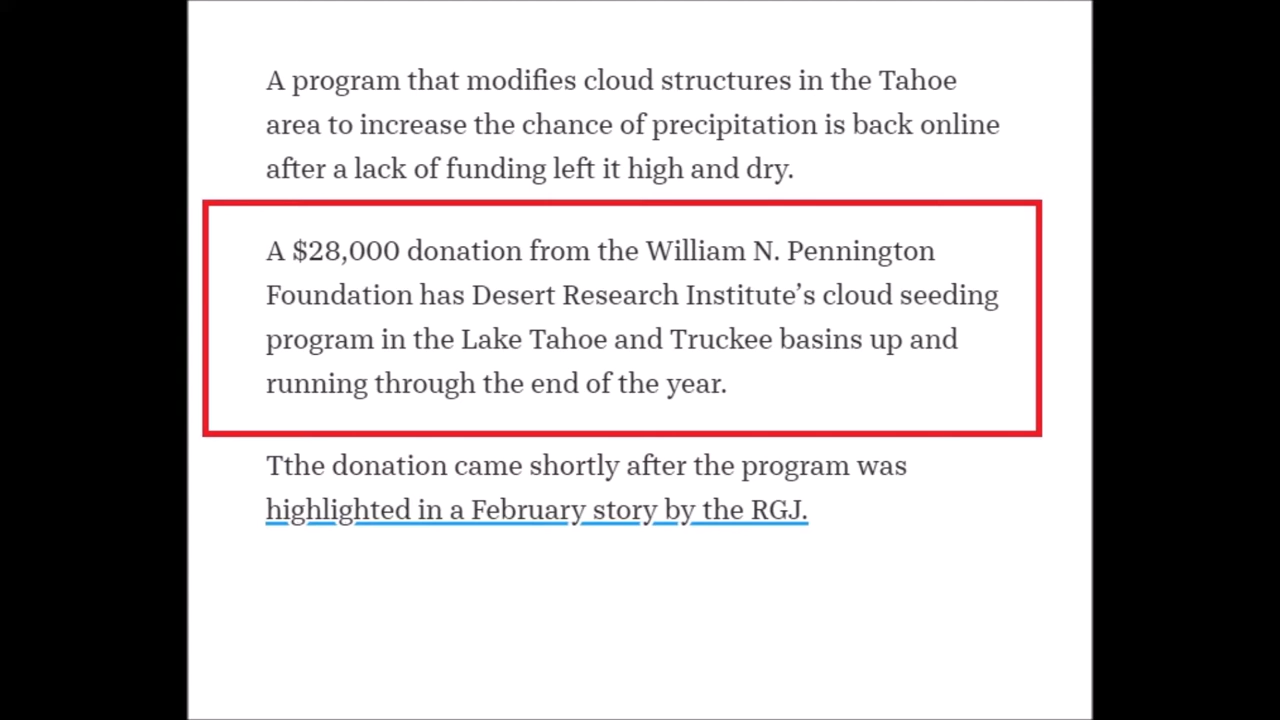 A program that modifies cloud structures in the Tahoe
area to increase the chance of precipitation is back online
after a lack of funding left it high and dry.
A $28,000 donation from the William N. Pennington
Foundation has Desert Research Institute’s cloud seeding
program in the Lake Tahoe and Truckee basins up and
running through the end of the year.
Tthe donation came shortly after the program was
highlighted in a February story by the RGJ.